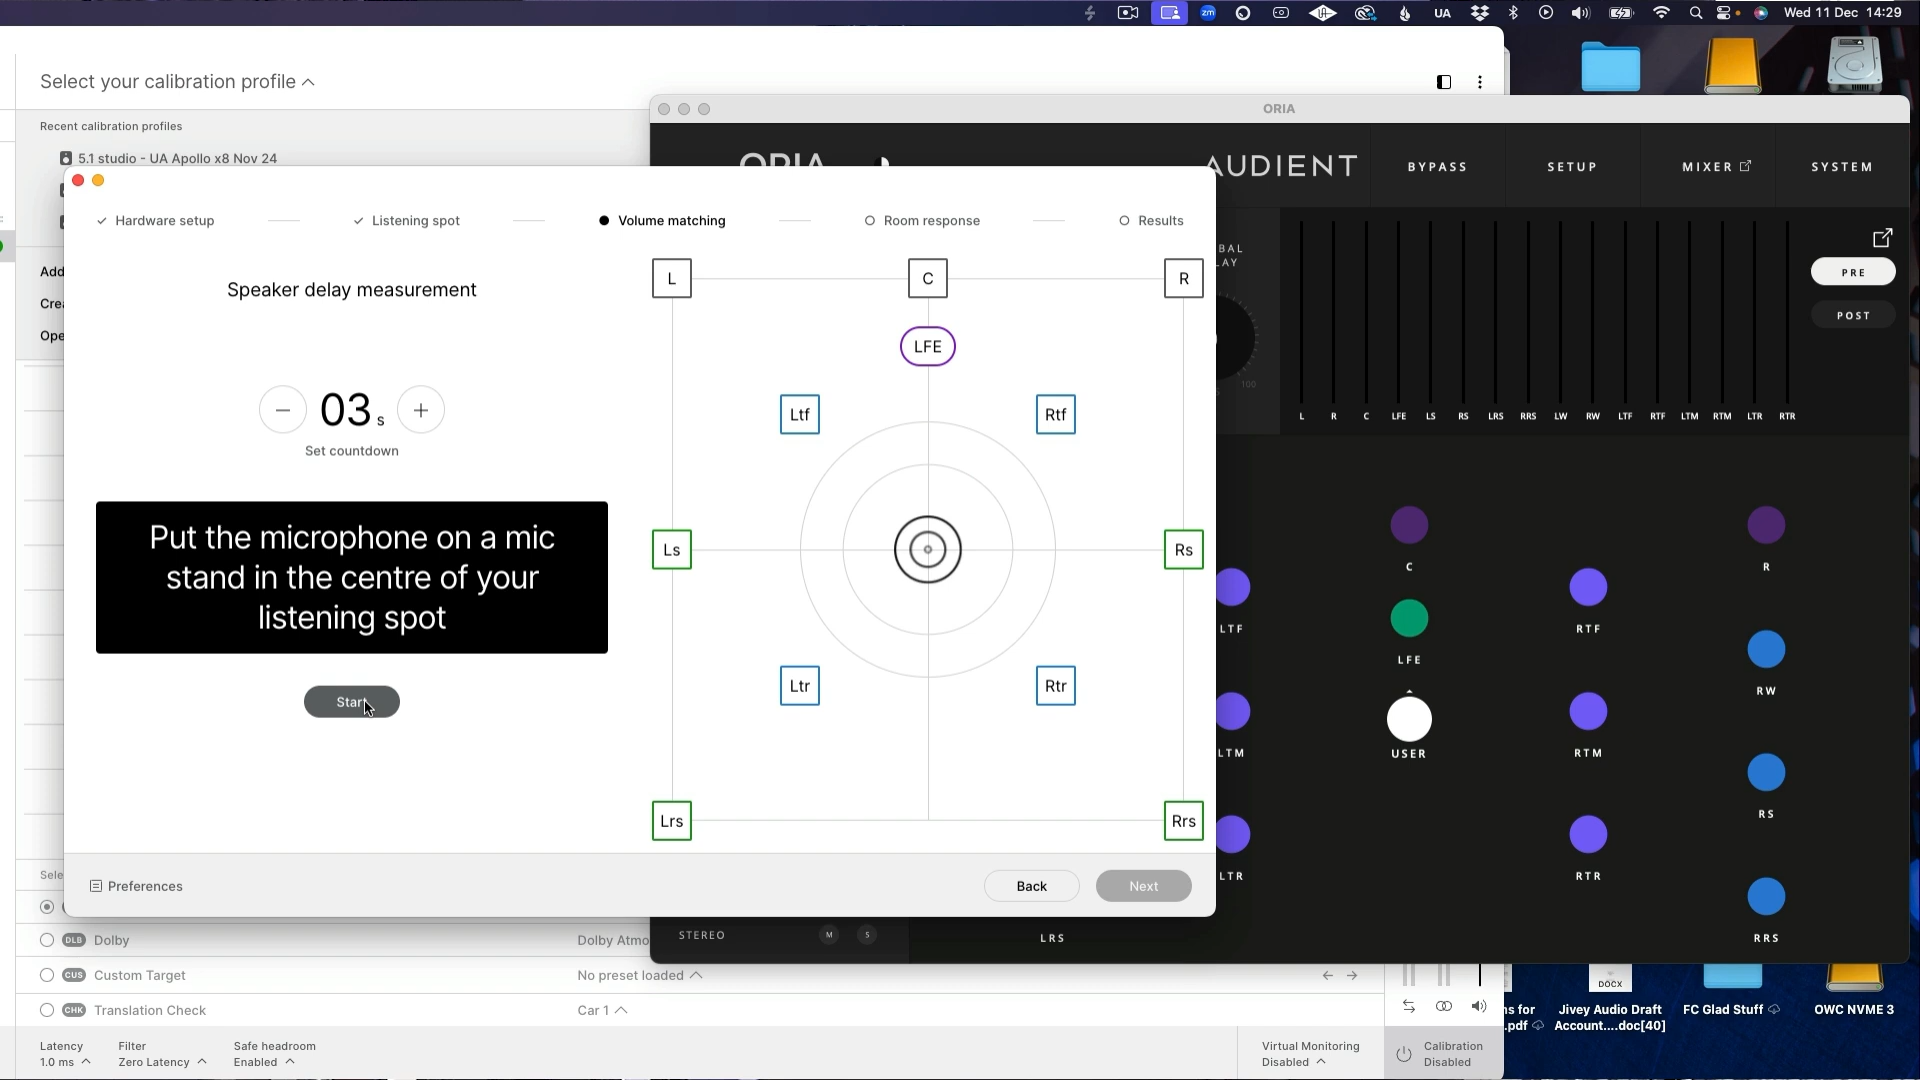 UA
Wed 11 Dec 14:29
Select your calibration profile
Recent calibration profiles
5.1 studio - UA Apollo x8 Nov 24
ORIA
AUDIENT
BYPASS
SETUP
MIXER
SYSTEM
Hardware setup
Listening spot
Volume matching
Room response
Results
Speaker delay measurement
03 s
Set countdown
Put the microphone on a mic
stand in the centre of your
listening spot
Start
L
C
R
LFE
Ltf
Rtf
Ls
Rs
Ltr
Rtr
Lrs
Rrs
Preferences
Back
Next
100
PRE
POST
L R C LFE LS RS LRS RRS LW RW LTF RTF LTM RTM LTR RTR
C
R
LTF
RTF
LFE
RW
LTM
USER
RTM
RS
LTR
RTR
STEREO
M
S
LRS
RRS
DLB Dolby
CUS Custom Target
No preset loaded
CHK Translation Check
Car 1
Latency
1.0 ms
Filter
Zero Latency
Safe headroom
Enabled
Virtual Monitoring
Disabled
Calibration
Disabled
DOCX
Jivey Audio Draft
Account....doc[40]
FC Glad Stuff
OWC NVME 3